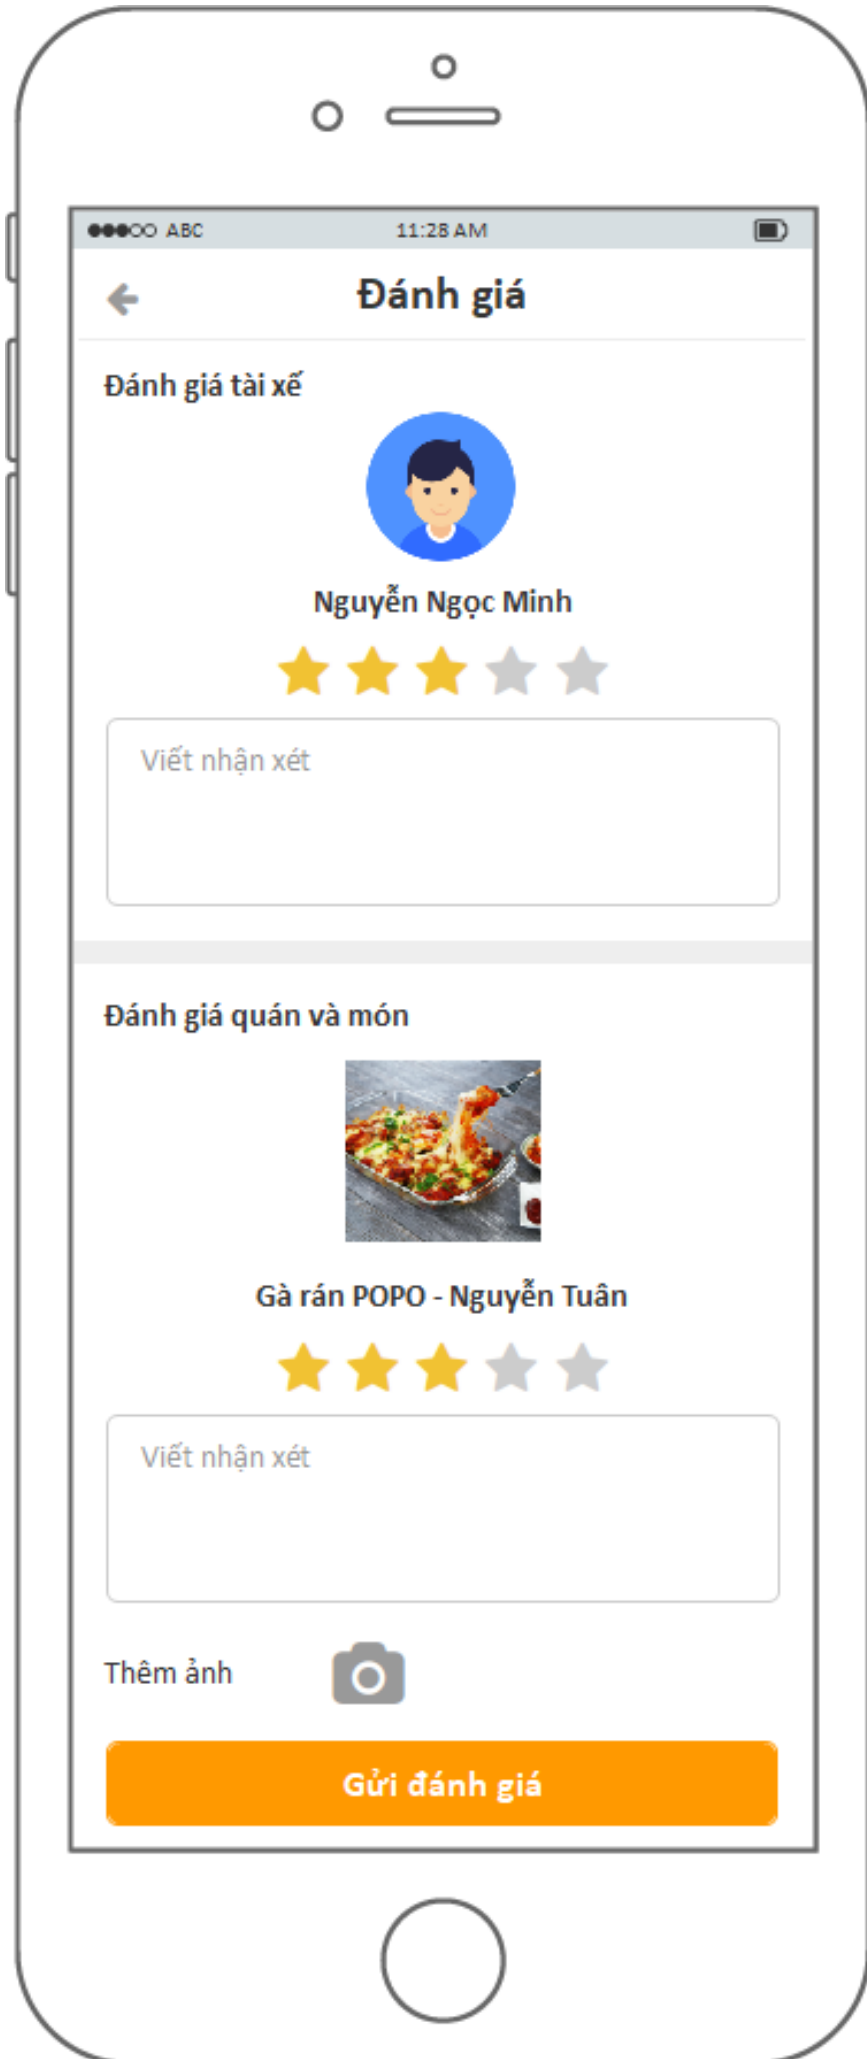 ABC 11:28 AM
Đánh giá
Đánh giá tài xế
Nguyễn Ngọc Minh
Viết nhận xét
Đánh giá quán và món
Gà rán POPO - Nguyễn Tuân
Viết nhận xét
Thêm ảnh
Gửi đánh giá